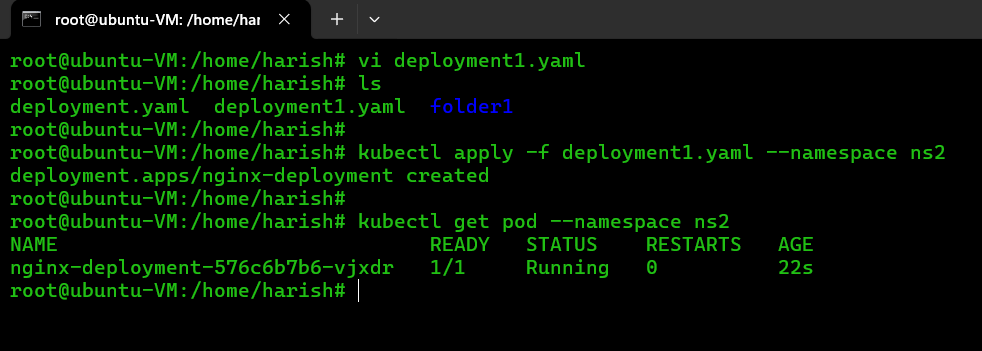 root@ubuntu-VM: /home/har
root@ubuntu-VM:/home/harish# vi deployment1.yaml
root@ubuntu-VM:/home/harish# ls
deployment.yaml  deployment1.yaml  folder1
root@ubuntu-VM:/home/harish#
root@ubuntu-VM:/home/harish# kubectl apply -f deployment1.yaml --namespace ns2
deployment.apps/nginx-deployment created
root@ubuntu-VM:/home/harish#
root@ubuntu-VM:/home/harish# kubectl get pod --namespace ns2
NAME                               READY   STATUS    RESTARTS   AGE
nginx-deployment-576c6b7b6-vjxdr   1/1     Running   0          22s
root@ubuntu-VM:/home/harish#